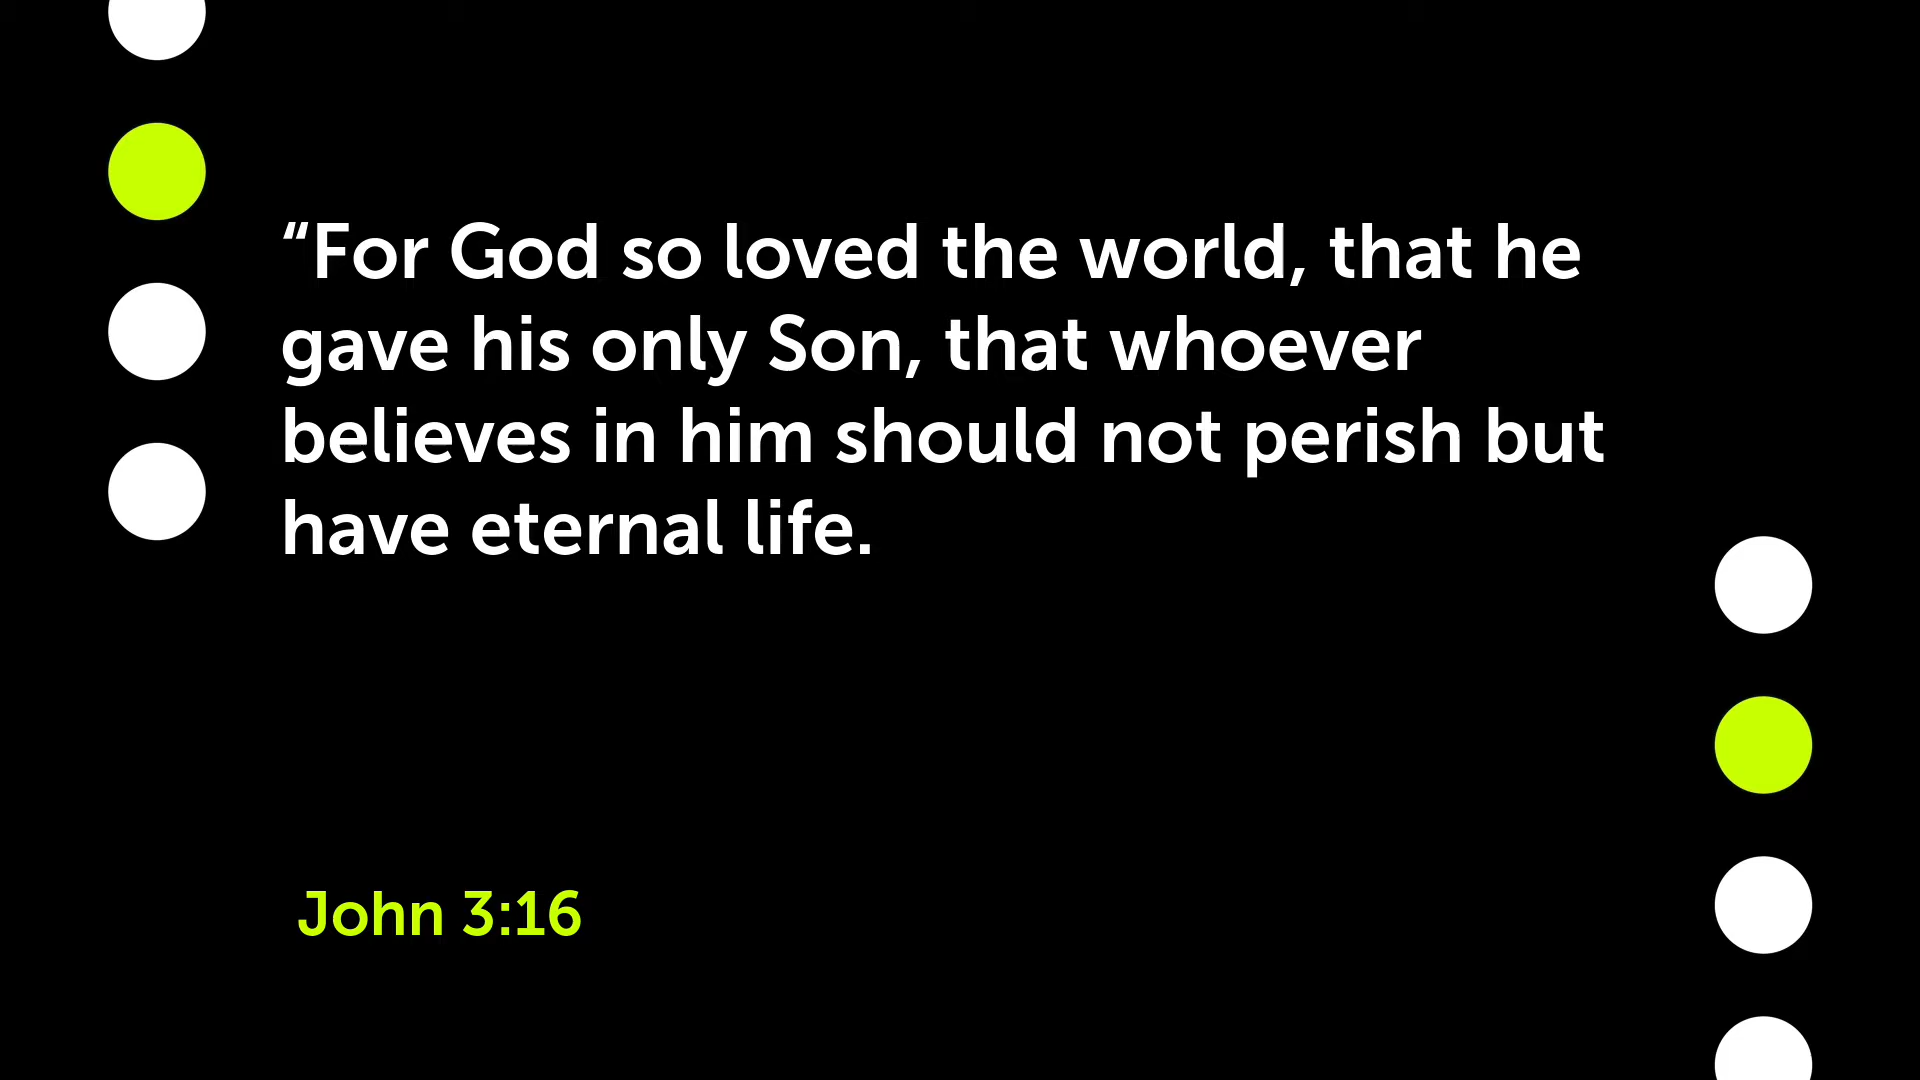 “For God so loved the world, that he
gave his only Son, that whoever
believes in him should not perish but
have eternal life.
John 3:16